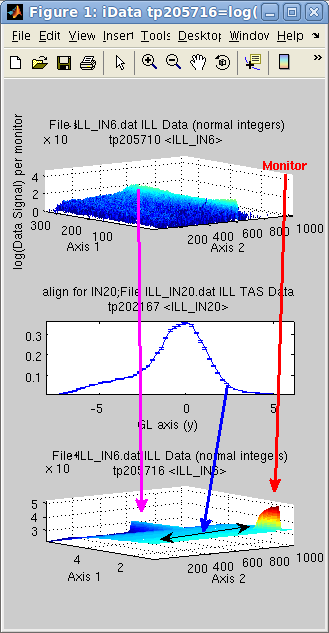 Figure 1: iData tp205716=log(
File Edit View Insert Tools Desktop Window Help
File ILL_IN6.dat ILL Data (normal integers)
x 10
tp205710 <ILL_IN6>
Monitor
log(Data Signal) per monitor
4
2
0
300 200 100
200 400 600 800 1000
Axis 1
Axis 2
align for IN20;File ILL_IN20.dat ILL TAS Data
tp202167 <ILL_IN20>
0.3
0.2
0.1
-5 0 5
GL axis (y)
File ILL_IN6.dat ILL Data (normal integers)
x 10
tp205716 <ILL_IN6>
5
4
3
4 2
200 400 600 800 1000
Axis 1
Axis 2